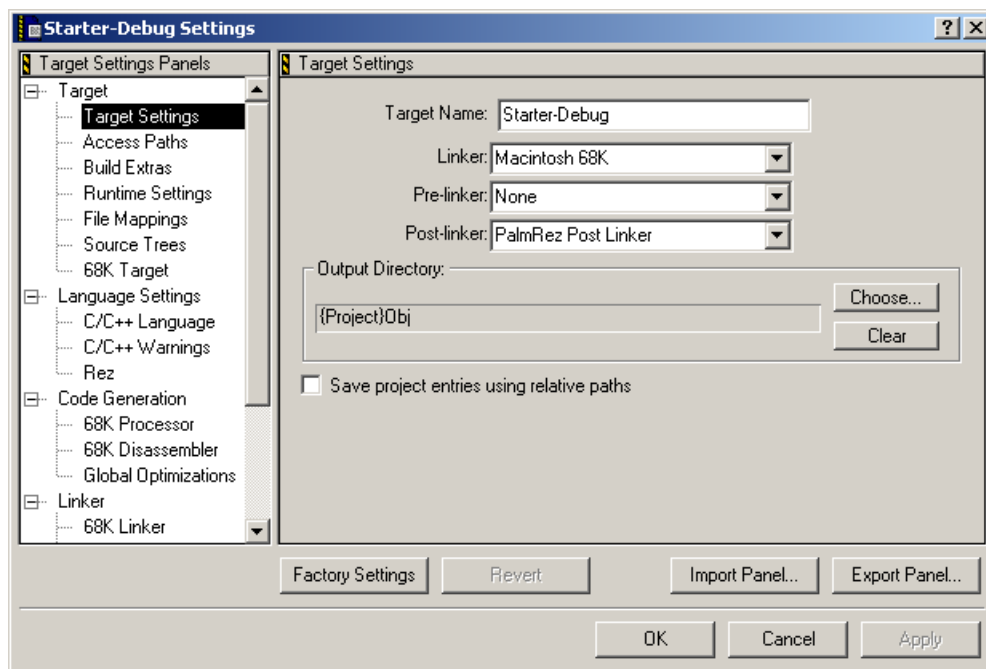 Starter-Debug Settings
Target Settings Panels
Target
Target Settings
Access Paths
Build Extras
Runtime Settings
File Mappings
Source Trees
68K Target
Language Settings
C/C++ Language
C/C++ Warnings
Rez
Code Generation
68K Processor
68K Disassembler
Global Optimizations
Linker
68K Linker
Target Settings
Target Name: Starter-Debug
Linker: Macintosh 68K
Pre-linker: None
Post-linker: PalmRez Post Linker
Output Directory:
{Project}Obj
Choose...
Clear
Save project entries using relative paths
Factory Settings
Revert
Import Panel...
Export Panel...
OK
Cancel
Apply